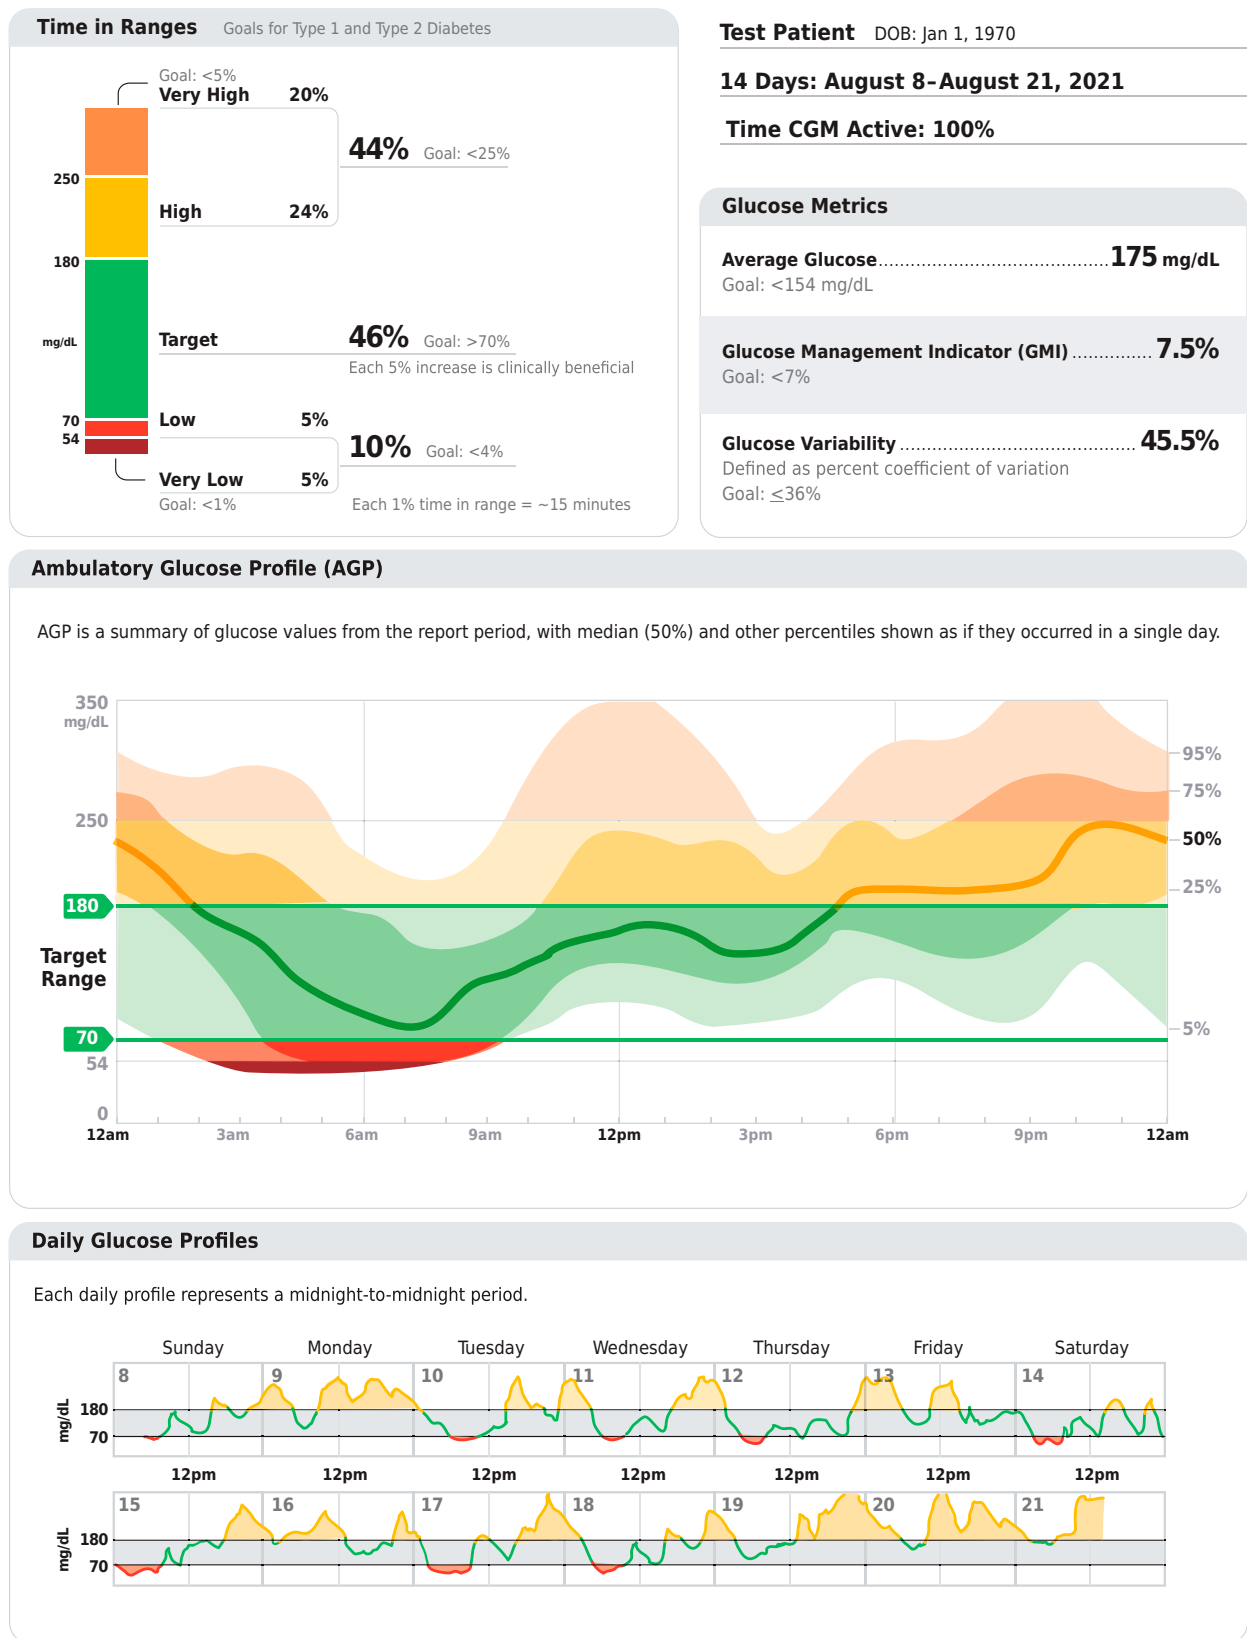 Time in Ranges Goals for Type 1 and Type 2 Diabetes
Goal: <5%
Very High 20%
44% Goal: <25%
250
High 24%
180
mg/dL
Target 46% Goal: >70%
Each 5% increase is clinically beneficial
70
Low 5%
54
10% Goal: <4%
Very Low 5%
Goal: <1%
Each 1% time in range = ~15 minutes
Test Patient DOB: Jan 1, 1970
14 Days: August 8–August 21, 2021
Time CGM Active: 100%
Glucose Metrics
Average Glucose 175 mg/dL
Goal: <154 mg/dL
Glucose Management Indicator (GMI) 7.5%
Goal: <7%
Glucose Variability 45.5%
Defined as percent coefficient of variation
Goal: ≤36%
Ambulatory Glucose Profile (AGP)
AGP is a summary of glucose values from the report period, with median (50%) and other percentiles shown as if they occurred in a single day.
350
mg/dL
250
180
Target
Range
70
54
0
95%
75%
50%
25%
5%
12am 3am 6am 9am 12pm 3pm 6pm 9pm 12am
Daily Glucose Profiles
Each daily profile represents a midnight-to-midnight period.
Sunday Monday Tuesday Wednesday Thursday Friday Saturday
8 9 10 11 12 13 14
mg/dL
180
70
12pm 12pm 12pm 12pm 12pm 12pm 12pm
15 16 17 18 19 20 21
mg/dL
180
70